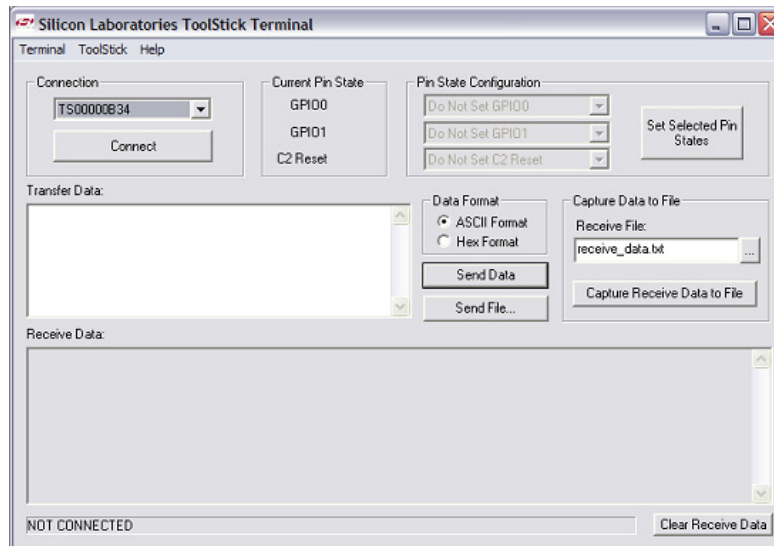 Silicon Laboratories ToolStick Terminal
Terminal ToolStick Help
Connection
TS00000B34
Connect
Current Pin State
GPIO0
GPIO1
C2 Reset
Pin State Configuration
Do Not Set GPIO0
Do Not Set GPIO1
Do Not Set C2 Reset
Set Selected Pin
States
Transfer Data:
Data Format
ASCII Format
Hex Format
Send Data
Send File...
Capture Data to File
Receive File:
receive_data.txt
...
Capture Receive Data to File
Receive Data:
NOT CONNECTED
Clear Receive Data